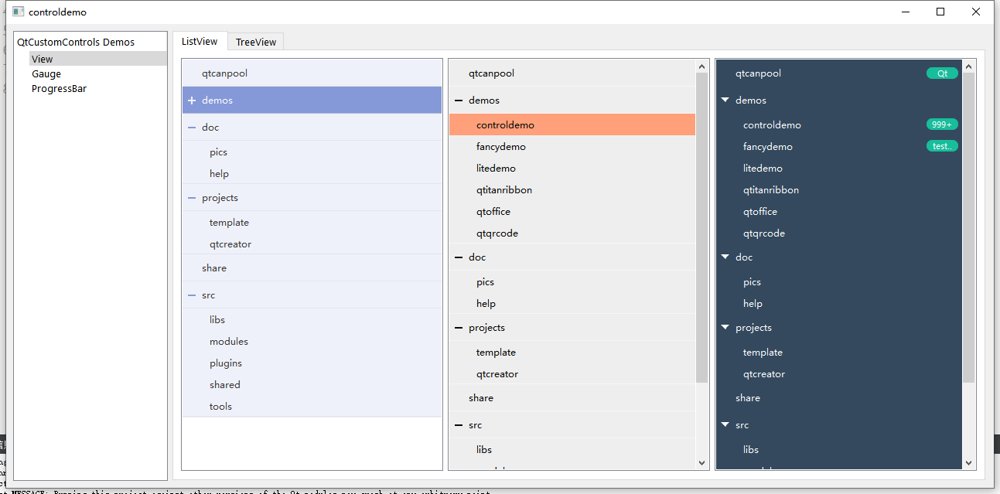 controldemo
QtCustomControls Demos
View
Gauge
ProgressBar
ListView
TreeView
qtcanpool
demos
doc
pics
help
projects
template
qtcreator
share
src
libs
modules
plugins
shared
tools
qtcanpool
demos
controldemo
fancydemo
litedemo
qtitanribbon
qtoffice
qtqrcode
doc
pics
help
projects
template
qtcreator
share
src
libs
qtcanpool Qt
demos
controldemo 999+
fancydemo test..
litedemo
qtitanribbon
qtoffice
qtqrcode
doc
pics
help
projects
template
qtcreator
share
src
libs